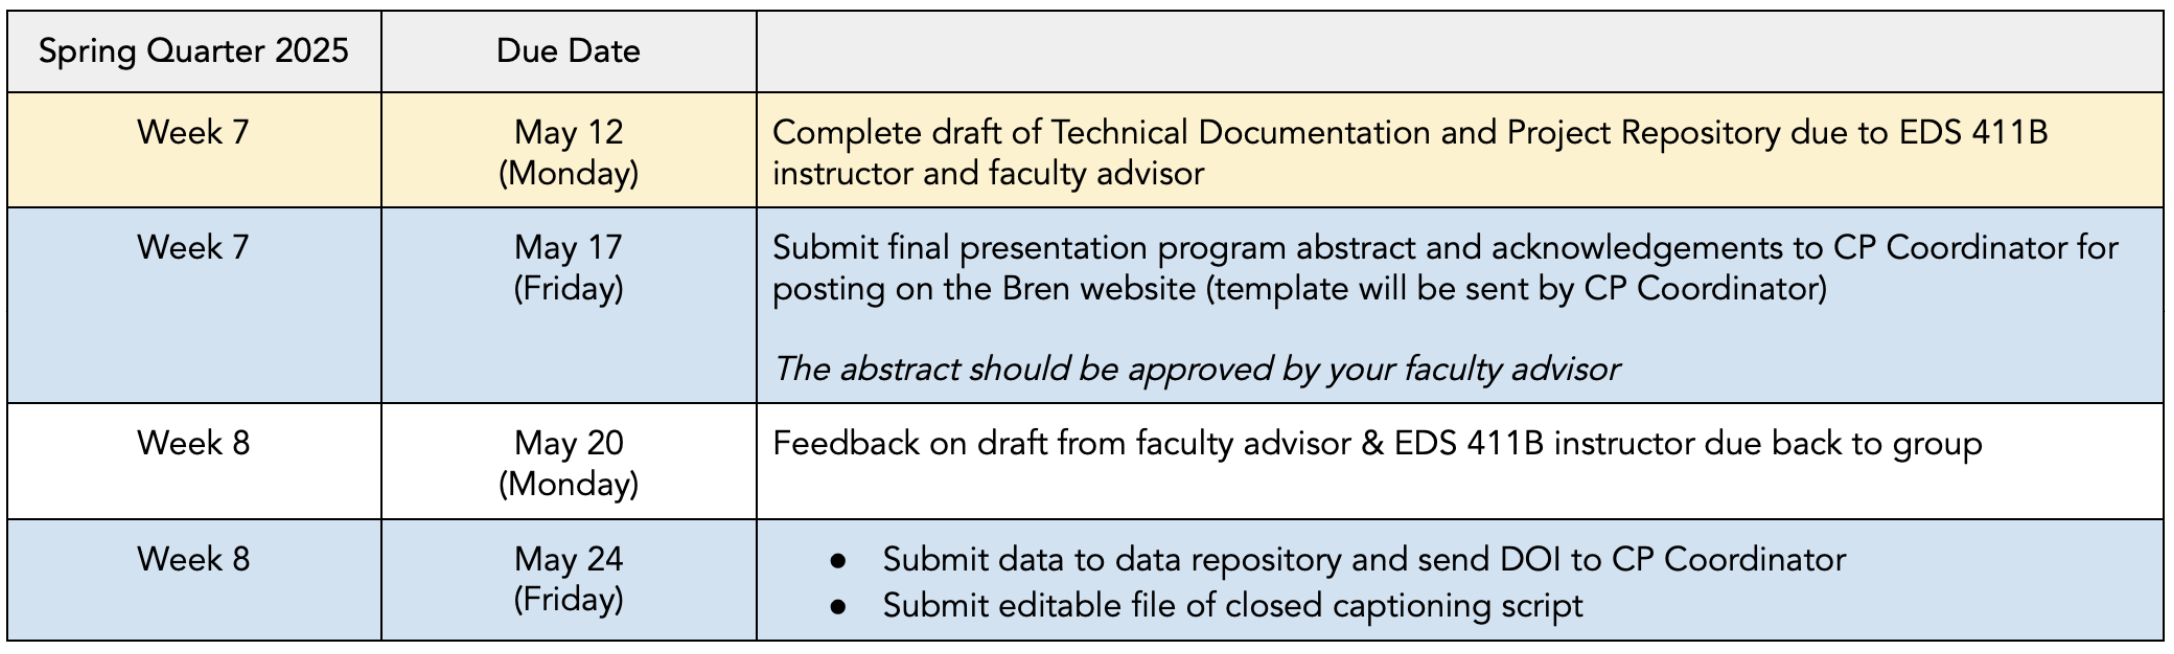 Spring Quarter 2025
Due Date
Week 7
May 12
(Monday)
Complete draft of Technical Documentation and Project Repository due to EDS 411B
instructor and faculty advisor
Week 7
May 17
(Friday)
Submit final presentation program abstract and acknowledgements to CP Coordinator for
posting on the Bren website (template will be sent by CP Coordinator)
The abstract should be approved by your faculty advisor
Week 8
May 20
(Monday)
Feedback on draft from faculty advisor & EDS 411B instructor due back to group
Week 8
May 24
(Friday)
● Submit data to data repository and send DOI to CP Coordinator
● Submit editable file of closed captioning script